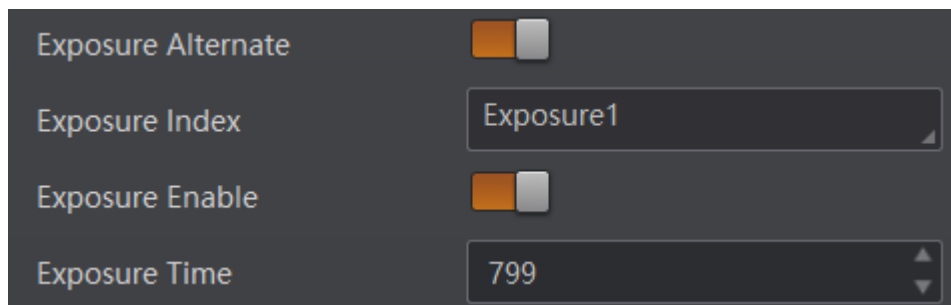 Exposure Alternate
Exposure Index Exposure1
Exposure Enable
Exposure Time 799